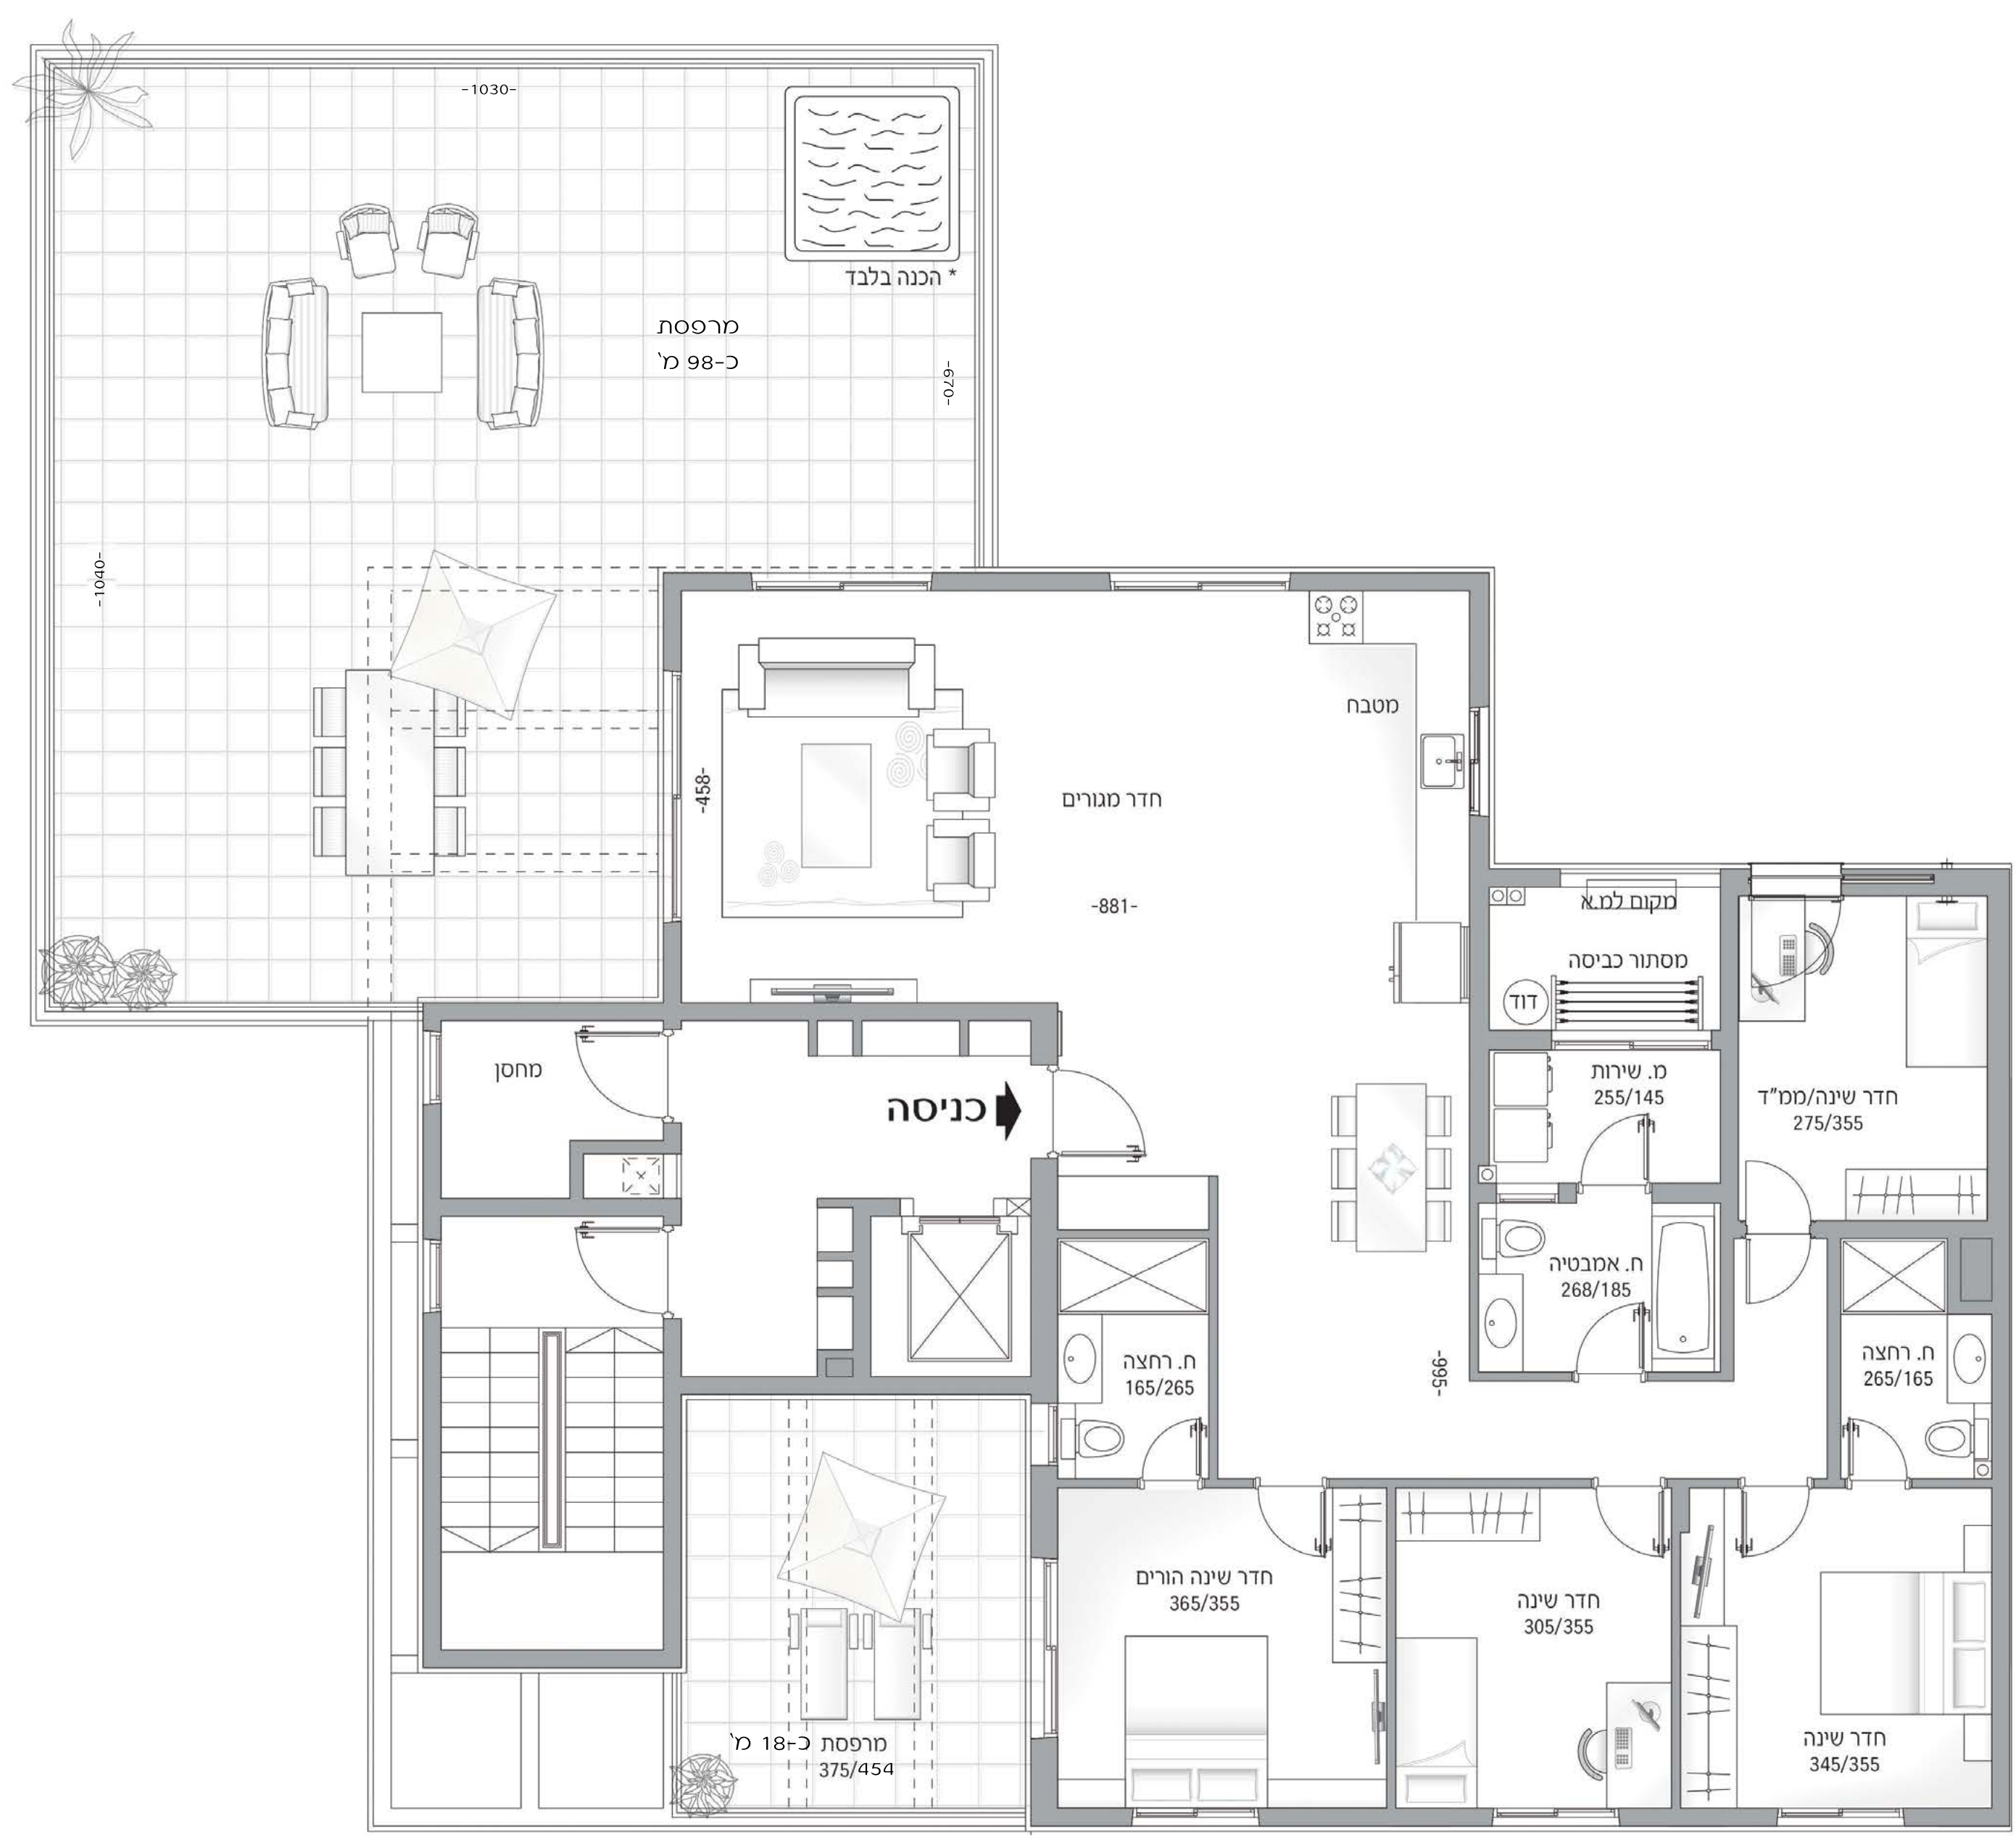 -1030-
* הכנה בלבד
מרפסת
כ-98 מ'
-670-
-1040-
מטבח
-458-
חדר מגורים
-881-
מקום למ.א
מסתור כביסה
דוד
מחסן
כניסה
מ. שירות
255/145
חדר שינה/ממ"ד
275/355
ח. אמבטיה
268/185
ח. רחצה
165/265
-995-
ח. רחצה
265/165
חדר שינה הורים
365/355
חדר שינה
305/355
חדר שינה
345/355
מרפסת כ-18 מ'
375/454